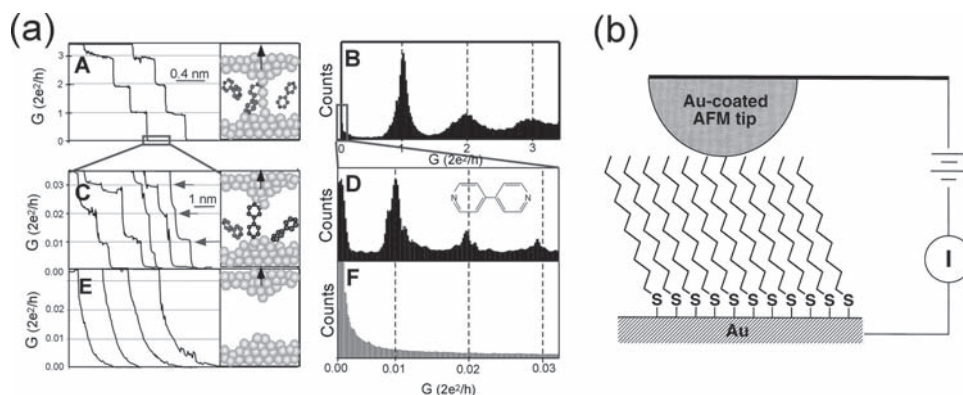 (a)
A
G (2e²/h)
3
2
1
0
0.4 nm
B
Counts
0 1 2 3
G (2e²/h)
C
G (2e²/h)
0.03
0.02
0.01
1 nm
D
Counts
N
N
E
G (2e²/h)
0.00
0.02
0.01
0.00
F
Counts
0.00 0.01 0.02 0.03
G (2e²/h)
(b)
Au-coated
AFM tip
I
S S S S S S S S S S S
Au